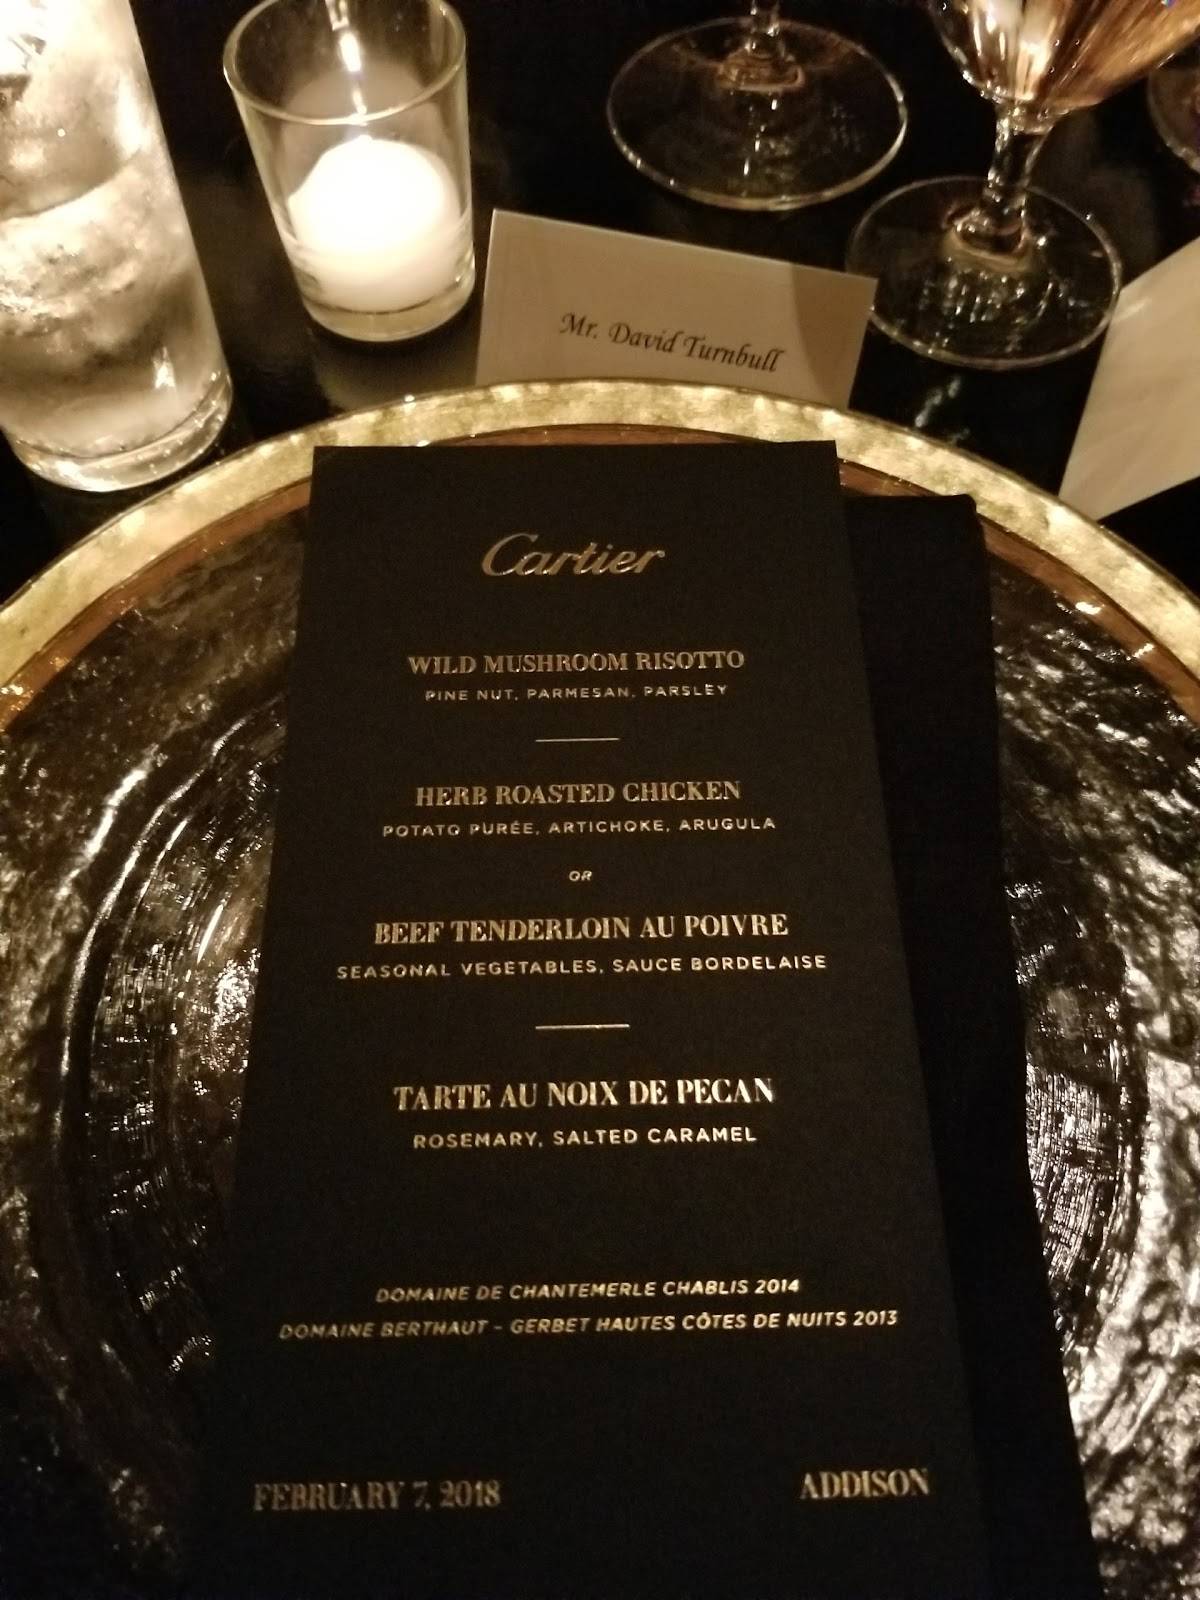 Mr. David Turnbull
Cartier
WILD MUSHROOM RISOTTO
PINE NUT, PARMESAN, PARSLEY
HERB ROASTED CHICKEN
POTATO PURÉE, ARTICHOKE, ARUGULA
OR
BEEF TENDERLOIN AU POIVRE
SEASONAL VEGETABLES, SAUCE BORDELAISE
TARTE AU NOIX DE PECAN
ROSEMARY, SALTED CARAMEL
DOMAINE DE CHANTEMERLE CHABLIS 2014
DOMAINE BERTHAUT - GERBET HAUTES CÔTES DE NUITS 2013
FEBRUARY 7, 2018
ADDISON